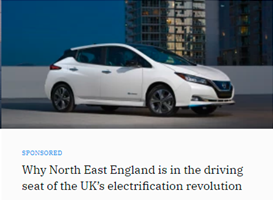 SPONSORED
Why North East England is in the driving
seat of the UK's electrification revolution